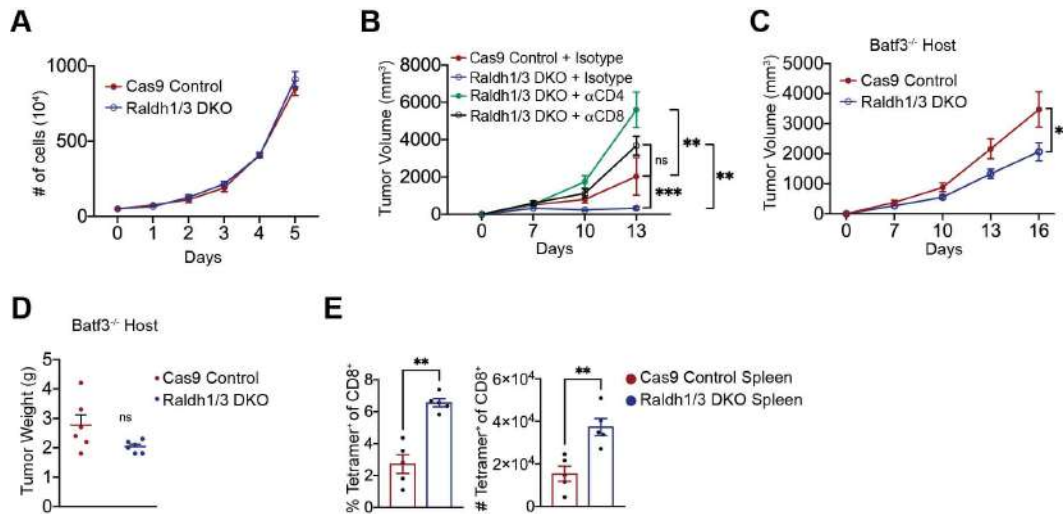 A
# of cells (10⁴)
1000
500
0
0 1 2 3 4 5
Days
Cas9 Control
Raldh1/3 DKO
B
Tumor Volume (mm³)
8000
6000
4000
2000
0
0 7 10 13
Days
Cas9 Control + Isotype
Raldh1/3 DKO + Isotype
Raldh1/3 DKO + αCD4
Raldh1/3 DKO + αCD8
ns
**
***
**
C
Batf3⁻/⁻ Host
Tumor Volume (mm³)
5000
4000
3000
2000
1000
0
0 7 10 13 16
Days
Cas9 Control
Raldh1/3 DKO
*
D
Batf3⁻/⁻ Host
Tumor Weight (g)
5
4
3
2
1
0
ns
Cas9 Control
Raldh1/3 DKO
E
% Tetramer⁺ of CD8⁺
8
6
4
2
0
**
# Tetramer⁺ of CD8⁺
6×10⁴
4×10⁴
2×10⁴
0
**
Cas9 Control Spleen
Raldh1/3 DKO Spleen